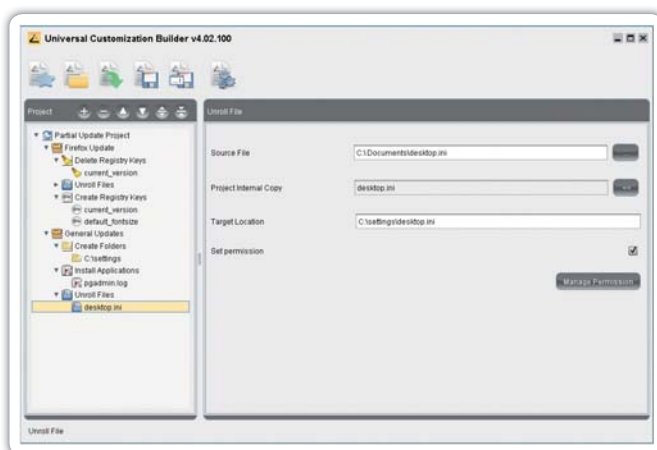 Universal Customization Builder v4.02.100
Project
Partial Update Project
Firefox Update
Delete Registry Keys
current_version
Unroll Files
Create Registry Keys
current_version
default_fontsize
General Updates
Create Folders
C:\settings
Install Applications
pgadmin.log
Unroll Files
desktop.ini
Unroll File
Source File
C:\Documents\desktop.ini
...
Project Internal Copy
desktop.ini
Target Location
C:\settings\desktop.ini
Set permission
Manage Permission
Unroll File